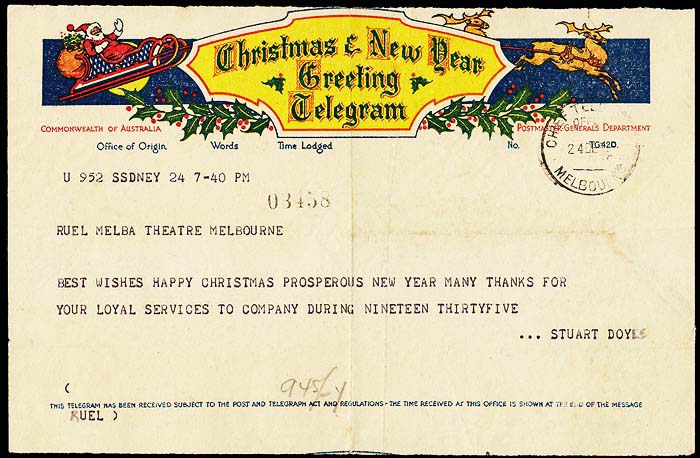 Christmas & New Year
Greeting
Telegram
COMMONWEALTH OF AUSTRALIA
POSTMASTER-GENERAL'S DEPARTMENT
Office of Origin. Words Time Lodged No. TG42D.
MELBOURNE
U 952 SSDNEY 24 7-40 PM
03458
RUEL MELBA THEATRE MELBOURNE
BEST WISHES HAPPY CHRISTMAS PROSPEROUS NEW YEAR MANY THANKS FOR
YOUR LOYAL SERVICES TO COMPANY DURING NINETEEN THIRTYFIVE
... STUART DOYLE
(
THIS TELEGRAM HAS BEEN RECEIVED SUBJECT TO THE POST AND TELEGRAPH ACT AND REGULATIONS - THE TIME RECEIVED AT THIS OFFICE IS SHOWN AT THE END OF THE MESSAGE
RUEL )